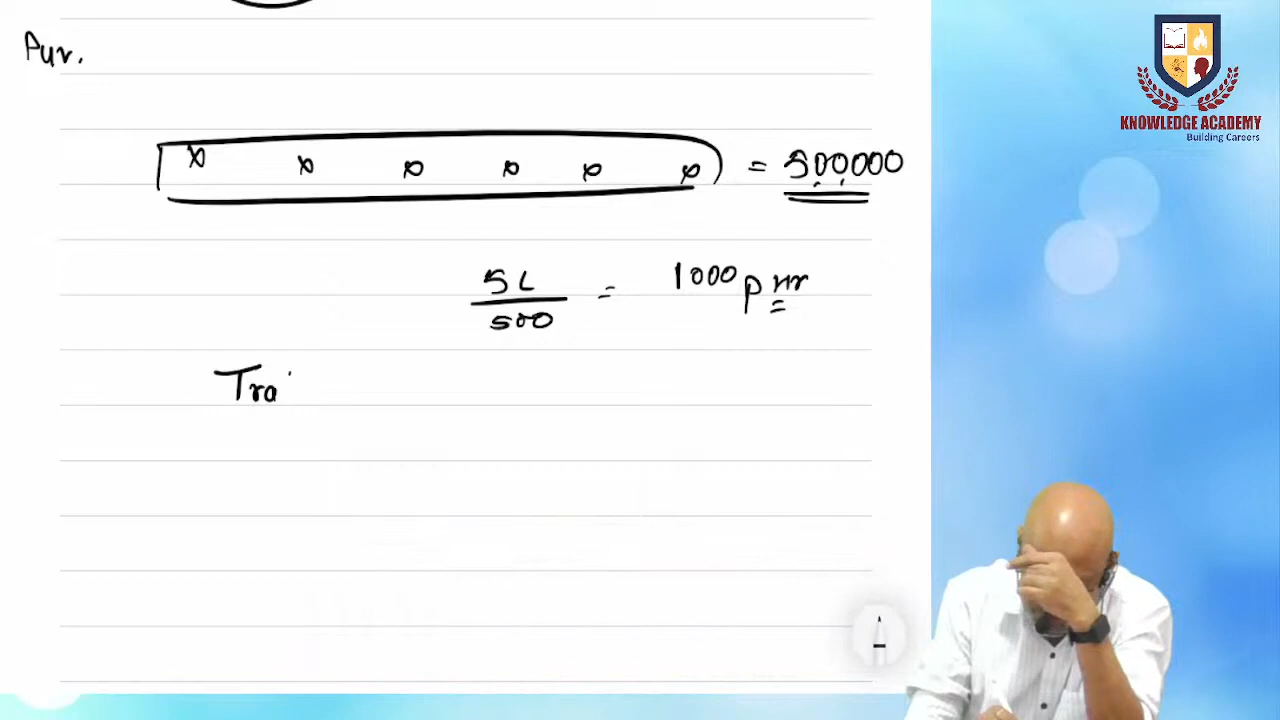 Pur.
KNOWLEDGE ACADEMY
Building Careers
x x x x x x = 500000
5L/500 = 1000 p hr
Tra